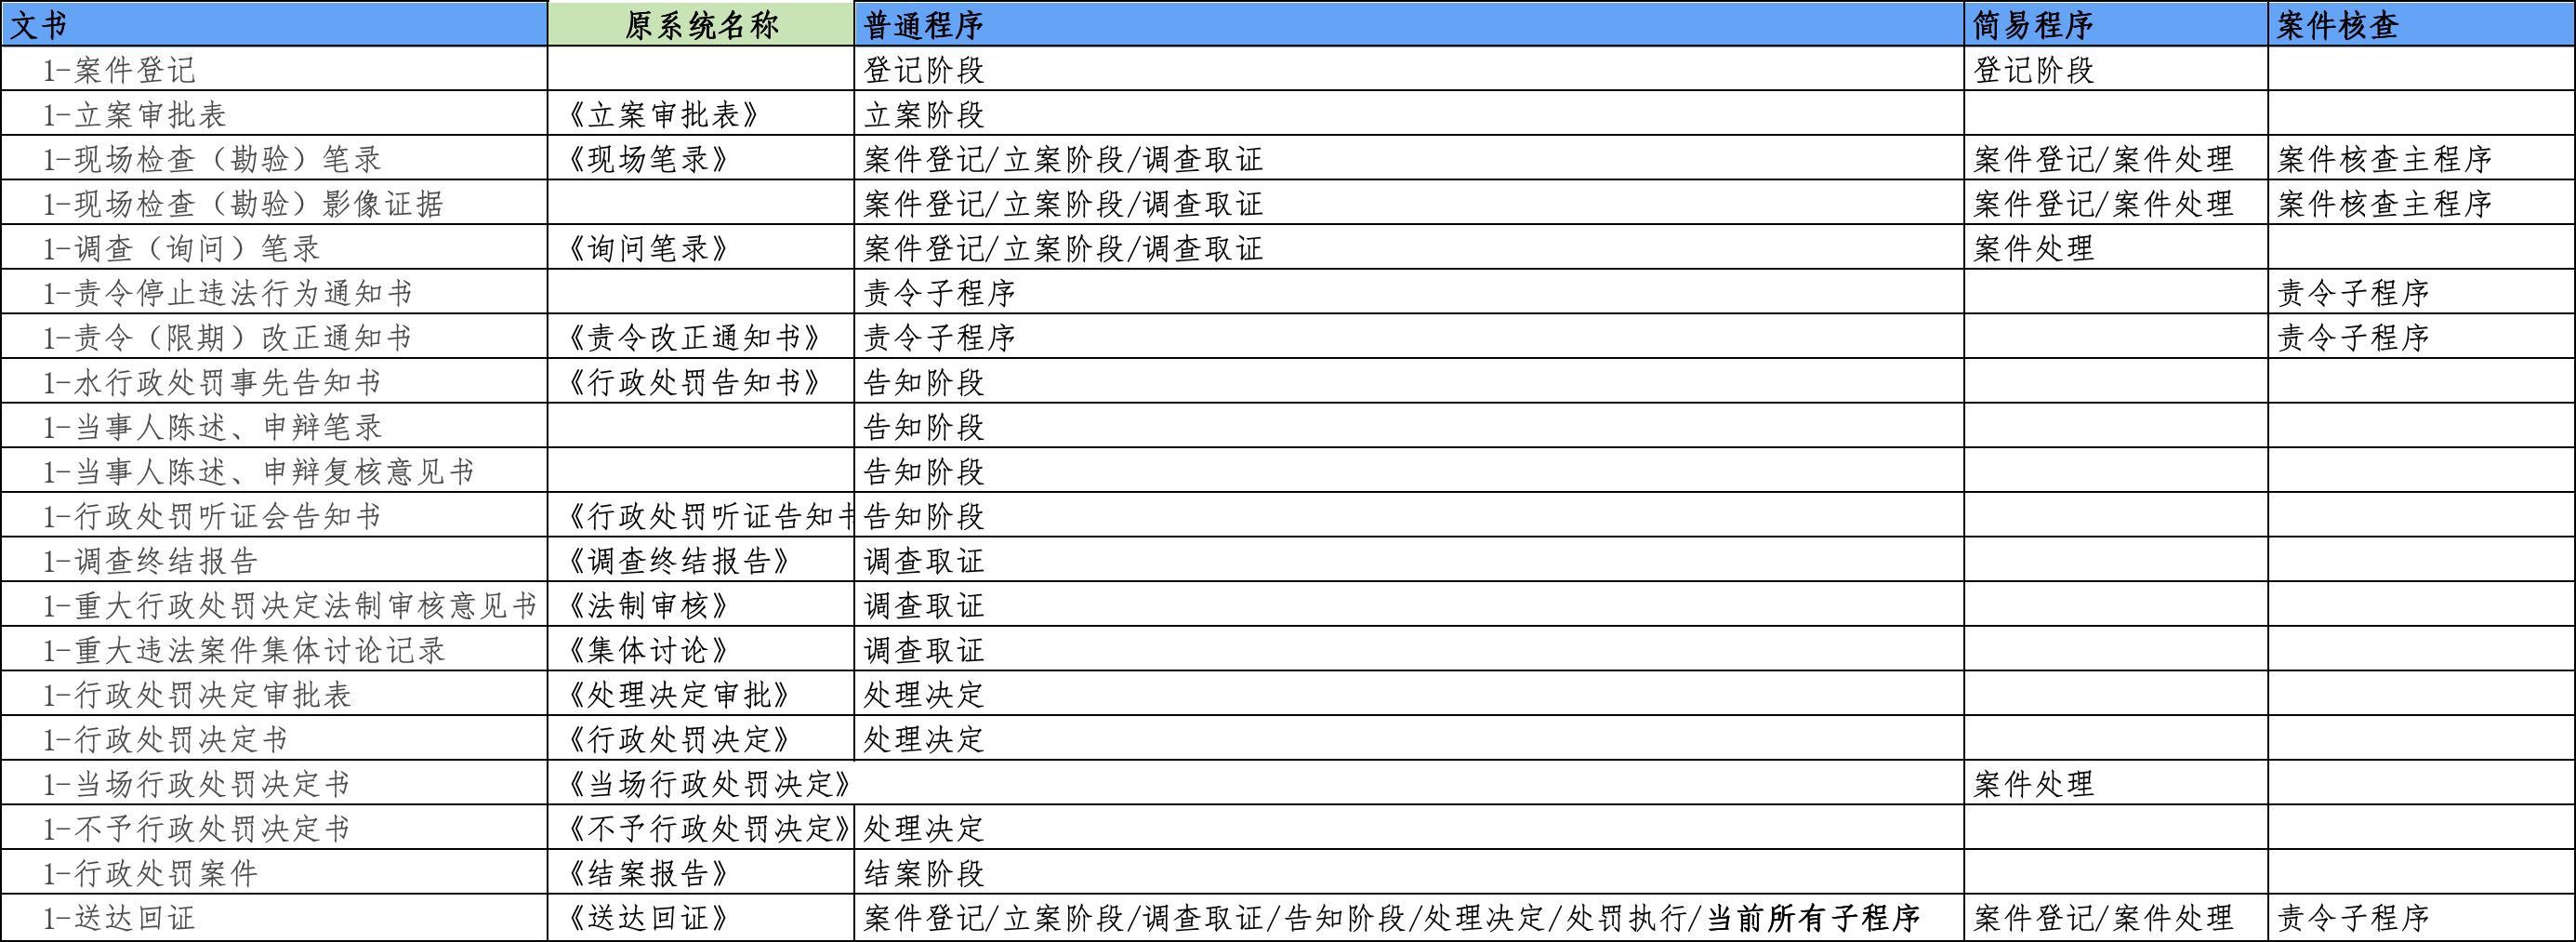 文书 原系统名称 普通程序 简易程序 案件核查
1-案件登记 登记阶段 登记阶段
1-立案审批表 《立案审批表》 立案阶段
1-现场检查（勘验）笔录 《现场笔录》 案件登记/立案阶段/调查取证 案件登记/案件处理 案件核查主程序
1-现场检查（勘验）影像证据 案件登记/立案阶段/调查取证 案件登记/案件处理 案件核查主程序
1-调查（询问）笔录 《询问笔录》 案件登记/立案阶段/调查取证 案件处理
1-责令停止违法行为通知书 责令子程序 责令子程序
1-责令（限期）改正通知书 《责令改正通知书》 责令子程序 责令子程序
1-水行政处罚事先告知书 《行政处罚告知书》 告知阶段
1-当事人陈述、申辩笔录 告知阶段
1-当事人陈述、申辩复核意见书 告知阶段
1-行政处罚听证会告知书 《行政处罚听证告知书 告知阶段
1-调查终结报告 《调查终结报告》 调查取证
1-重大行政处罚决定法制审核意见书 《法制审核》 调查取证
1-重大违法案件集体讨论记录 《集体讨论》 调查取证
1-行政处罚决定审批表 《处理决定审批》 处理决定
1-行政处罚决定书 《行政处罚决定》 处理决定
1-当场行政处罚决定书 《当场行政处罚决定》 案件处理
1-不予行政处罚决定书 《不予行政处罚决定》 处理决定
1-行政处罚案件 《结案报告》 结案阶段
1-送达回证 《送达回证》 案件登记/立案阶段/调查取证/告知阶段/处理决定/处罚执行/当前所有子程序 案件登记/案件处理 责令子程序